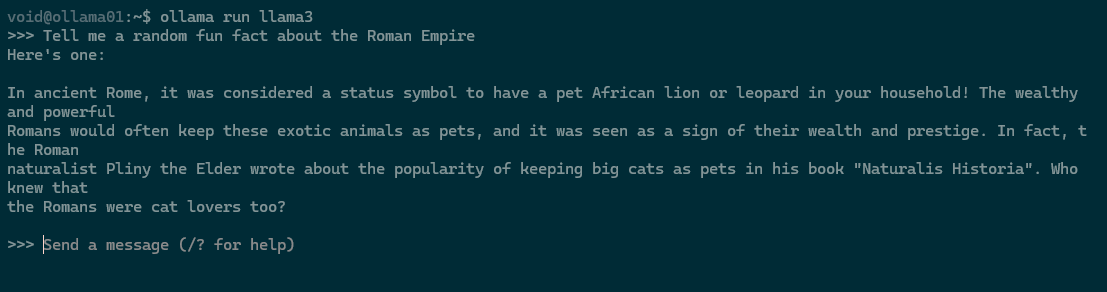 void@ollama01:~$ ollama run llama3
>>> Tell me a random fun fact about the Roman Empire
Here's one:
In ancient Rome, it was considered a status symbol to have a pet African lion or leopard in your household! The wealthy
and powerful
Romans would often keep these exotic animals as pets, and it was seen as a sign of their wealth and prestige. In fact, t
he Roman
naturalist Pliny the Elder wrote about the popularity of keeping big cats as pets in his book "Naturalis Historia". Who
knew that
the Romans were cat lovers too?
>>> Send a message (/? for help)